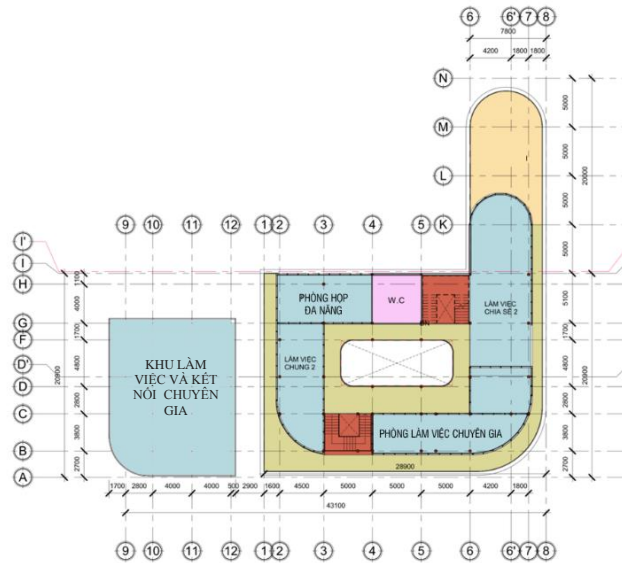 6 6' 7 8
7800
4200 1800 1800
N
M
L
K
5000
5000
5000
5000
20000
9 10 11 12 1 2 3 4 5
I'
I
H
G
F
D'
D
C
B
A
1100
4000
1700
4800
2800
3800
2700
20900
PHÒNG HỌP
ĐA NĂNG
W.C
LÀM VIỆC
CHIA SẺ 2
LÀM VIỆC
CHUNG 2
KHU LÀM
VIỆC VÀ KẾT
NỐI CHUYÊN
GIA
PHÒNG LÀM VIỆC CHUYÊN GIA
5100
1700
4800
2800
3800
2700
20900
28900
1700 2800 4000 4000 500 2900 1600 4500 5000 5000 5000 4200 1800
43100
9 10 11 12 1 2 3 4 5 6 6' 7 8